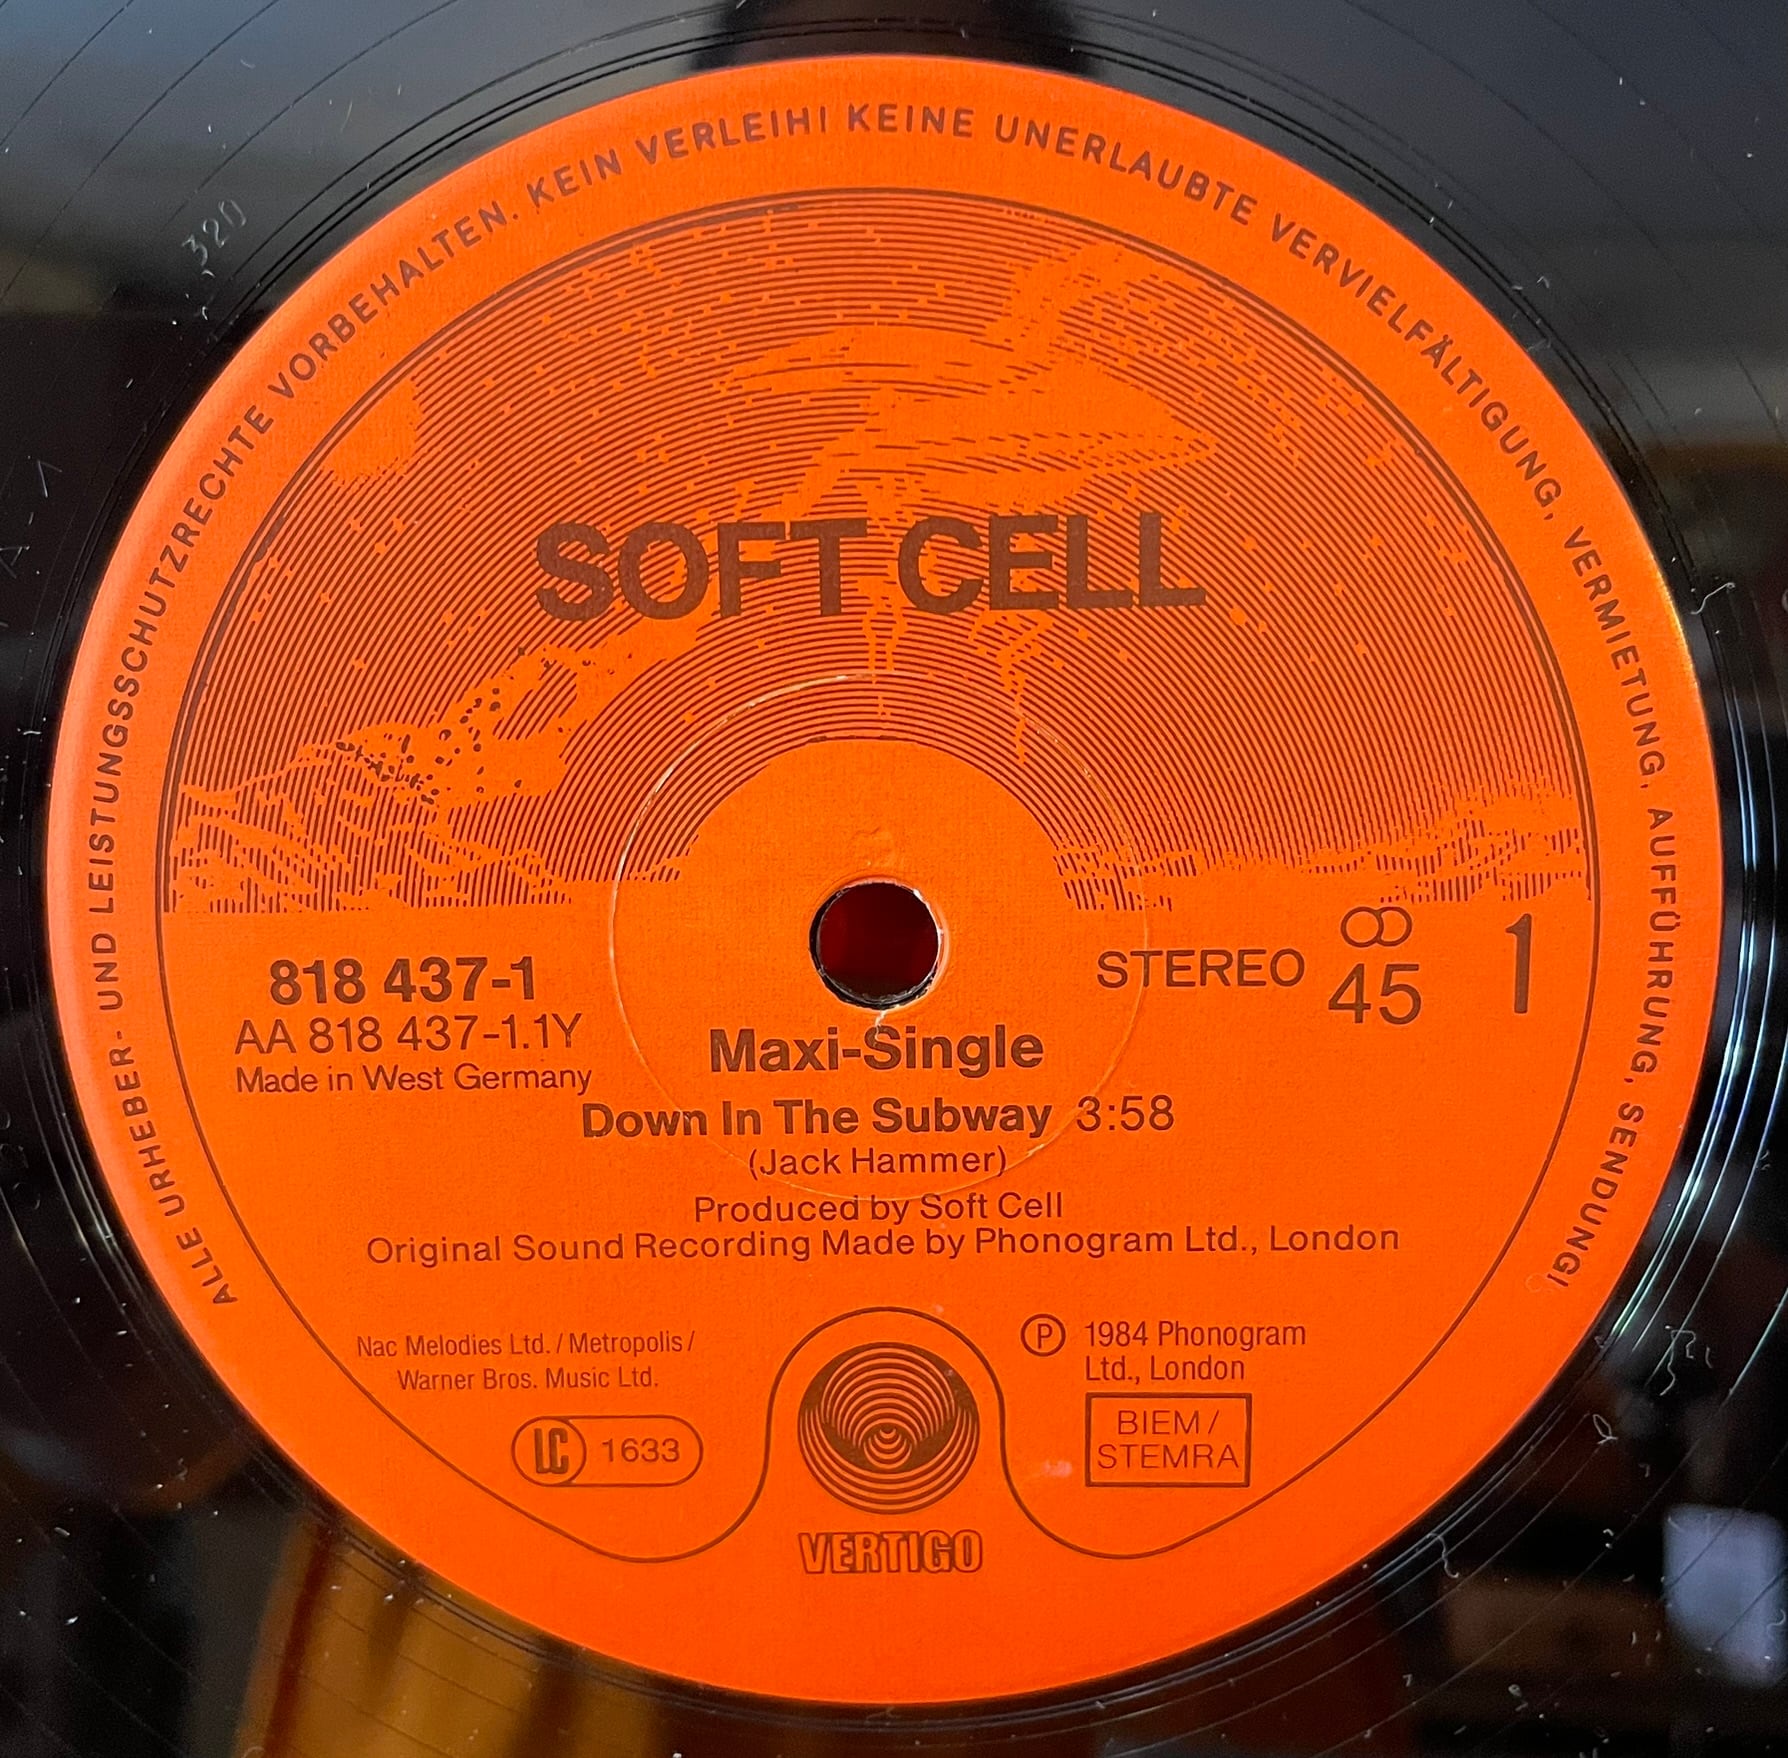 ALLE URHEBER- UND LEISTUNGSSCHUTZRECHTE VORBEHALTEN. KEIN VERLEIH! KEINE UNERLAUBTE VERVIELFÄLTIGUNG, VERMIETUNG, AUFFÜHRUNG, SENDUNG!
320
SOFT CELL
818 437-1
AA 818 437-1.1Y
Made in West Germany
STEREO
45
1
Maxi-Single
Down In The Subway 3:58
(Jack Hammer)
Produced by Soft Cell
Original Sound Recording Made by Phonogram Ltd., London
Nac Melodies Ltd. / Metropolis /
Warner Bros. Music Ltd.
LC 1633
Ⓟ 1984 Phonogram
Ltd., London
BIEM /
STEMRA
VERTIGO